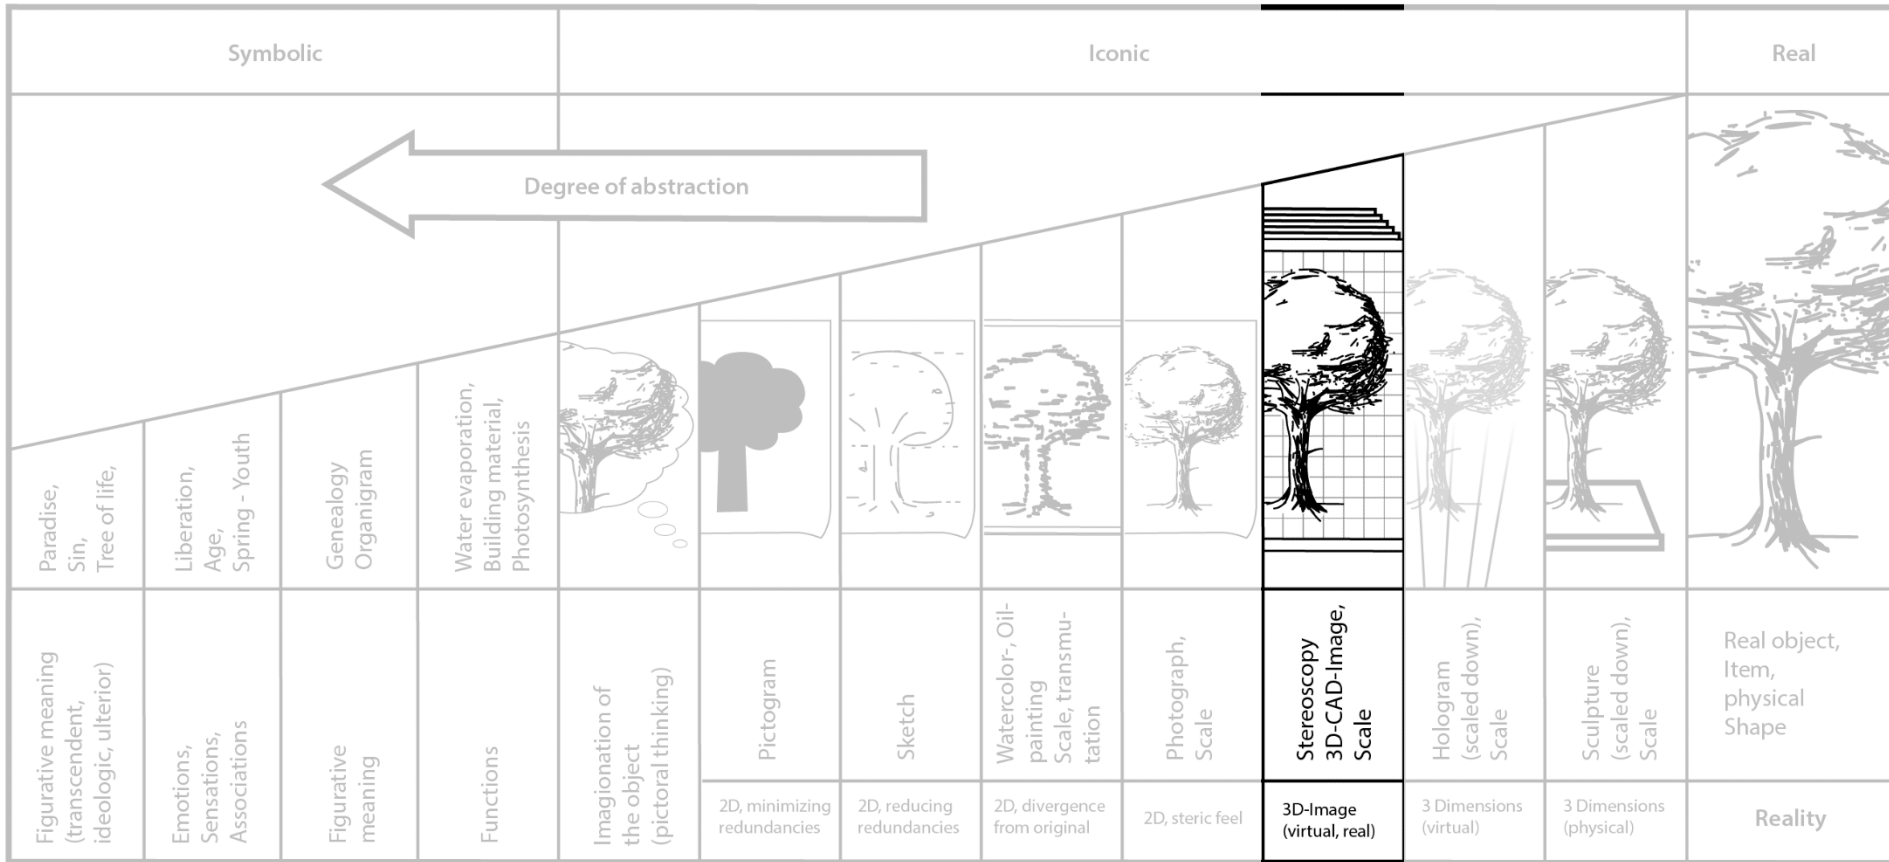 Symbolic
Iconic
Real
Degree of abstraction
Paradise,
Sin,
Tree of life,
Liberation,
Age,
Spring - Youth
Genealogy
Organigram
Water evaporation,
Building material,
Photosynthesis
Figurative meaning
(transcendent,
ideologic, ulterior)
Emotions,
Sensations,
Associations
Figurative
meaning
Functions
Imagionation of
the object
(pictoral thinking)
Pictogram
Sketch
Watercolor-, Oil-
painting
Scale, transmu-
tation
Photograph,
Scale
Stereoscopy
3D-CAD-Image,
Scale
Hologram
(scaled down),
Scale
Sculpture
(scaled down),
Scale
Real object,
Item,
physical
Shape
2D, minimizing
redundancies
2D, reducing
redundancies
2D, divergence
from original
2D, steric feel
3D-Image
(virtual, real)
3 Dimensions
(virtual)
3 Dimensions
(physical)
Reality